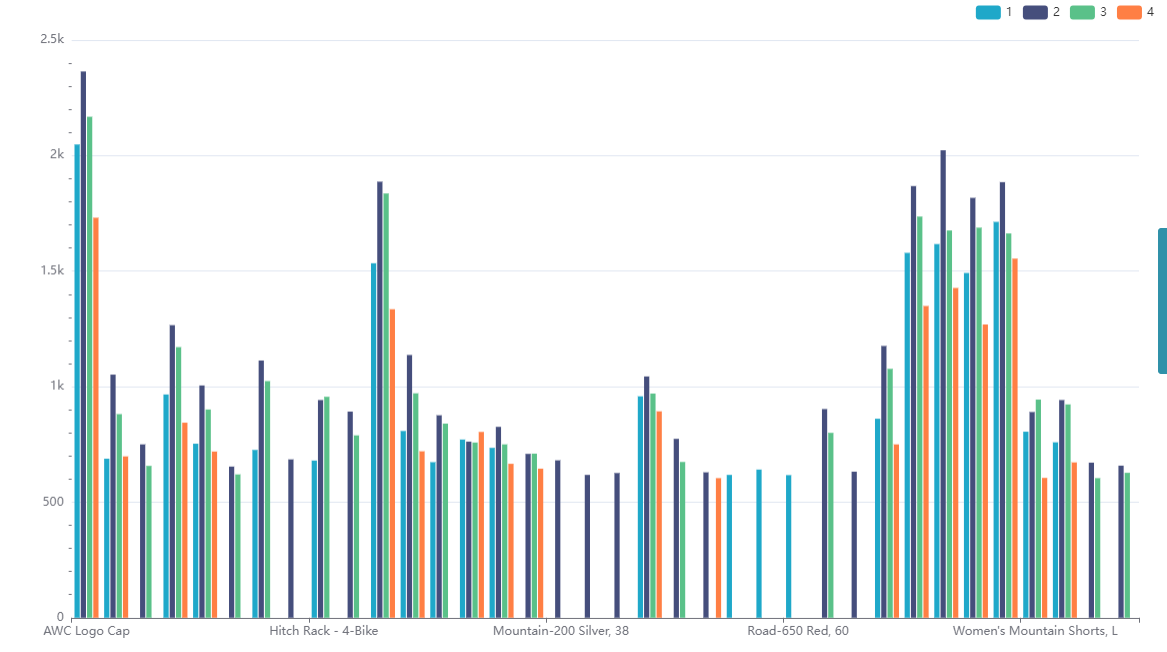 1 2 3 4
2.5k
2k
1.5k
1k
500
0
AWC Logo Cap Hitch Rack - 4-Bike Mountain-200 Silver, 38 Road-650 Red, 60 Women's Mountain Shorts, L